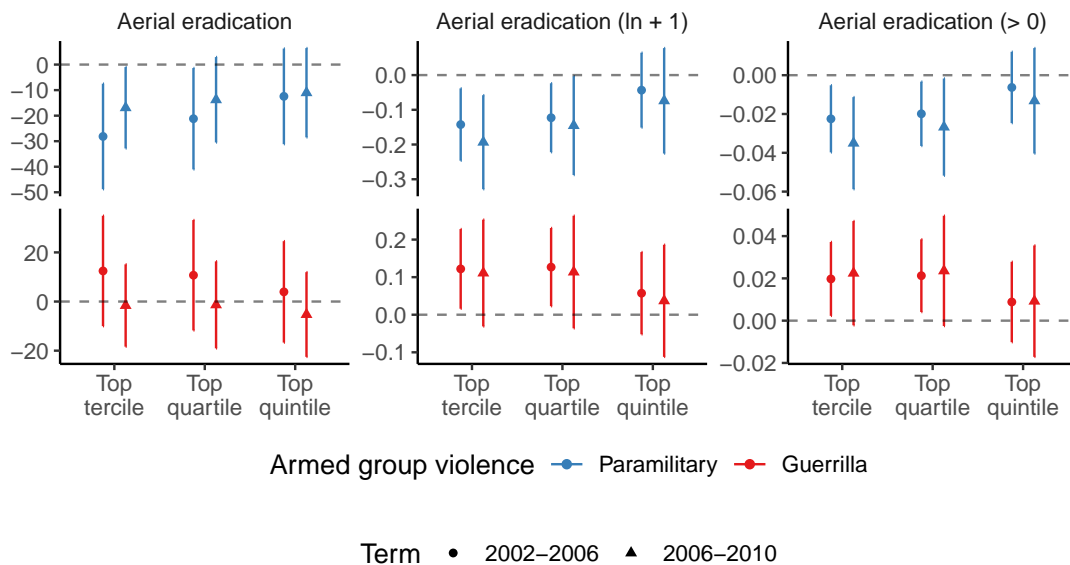 Aerial eradication
Aerial eradication (ln + 1)
Aerial eradication (> 0)
0
−10
−20
−30
−40
−50
0.0
−0.1
−0.2
−0.3
0.00
−0.02
−0.04
−0.06
20
0
−20
0.2
0.1
0.0
−0.1
0.04
0.02
0.00
−0.02
Top tercile
Top quartile
Top quintile
Top tercile
Top quartile
Top quintile
Top tercile
Top quartile
Top quintile
Armed group violence Paramilitary Guerrilla
Term 2002−2006 2006−2010